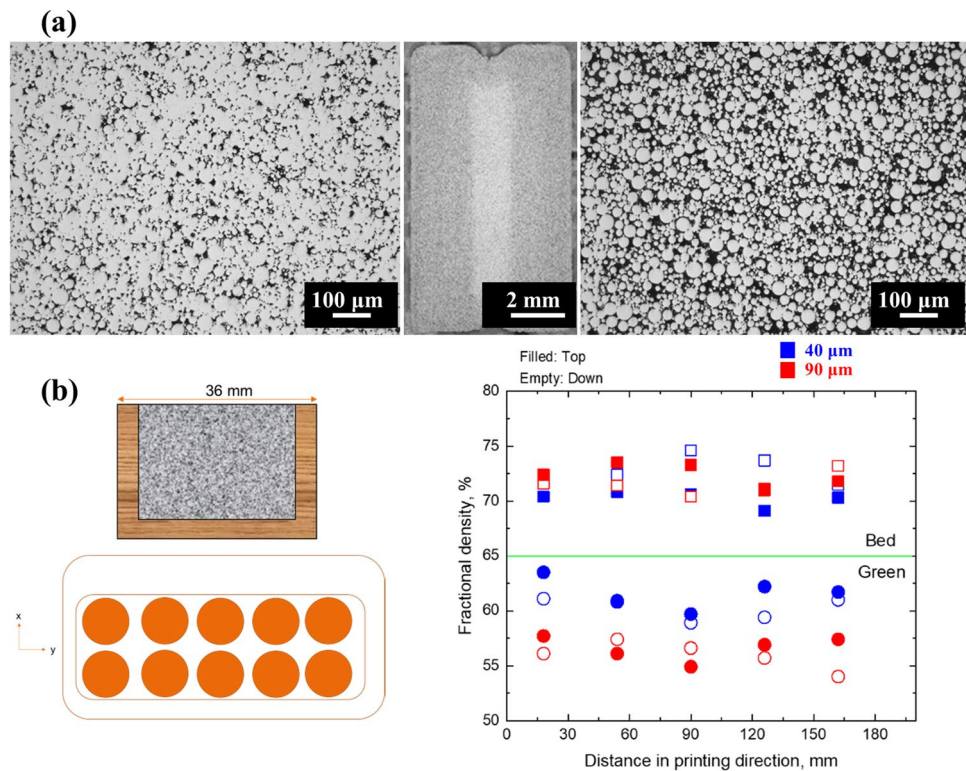 (a)
100 µm
2 mm
100 µm
(b)
36 mm
x
y
Filled: Top
Empty: Down
40 µm
90 µm
80
75
70
65
60
55
50
Fractional density, %
Bed
Green
0
30
60
90
120
150
180
Distance in printing direction, mm